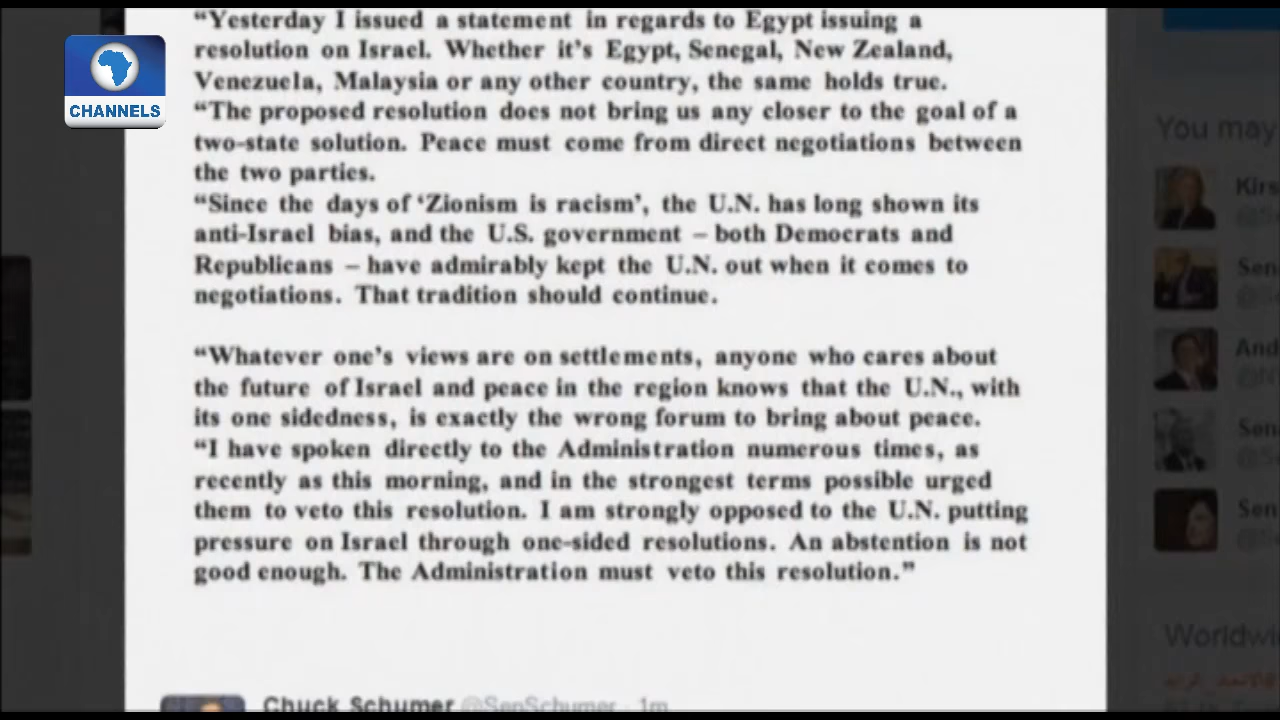 “Yesterday I issued a statement in regards to Egypt issuing a
resolution on Israel. Whether it’s Egypt, Senegal, New Zealand,
Venezuela, Malaysia or any other country, the same holds true.
“The proposed resolution does not bring us any closer to the goal of a
two-state solution. Peace must come from direct negotiations between
the two parties.
“Since the days of ‘Zionism is racism’, the U.N. has long shown its
anti-Israel bias, and the U.S. government – both Democrats and
Republicans – have admirably kept the U.N. out when it comes to
negotiations. That tradition should continue.
“Whatever one’s views are on settlements, anyone who cares about
the future of Israel and peace in the region knows that the U.N., with
its one sidedness, is exactly the wrong forum to bring about peace.
“I have spoken directly to the Administration numerous times, as
recently as this morning, and in the strongest terms possible urged
them to veto this resolution. I am strongly opposed to the U.N. putting
pressure on Israel through one-sided resolutions. An abstention is not
good enough. The Administration must veto this resolution.”
Chuck Schumer @SenSchumer · 1m
CHANNELS
You may
Kirs
Sen
And
Sen
Sen
Worldwi